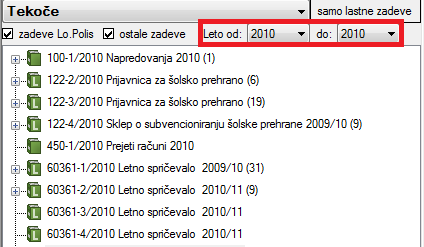 Tekoče samo lastne zadeve
zadeve Lo.Polis ostale zadeve Leto od: 2010 do: 2010
100-1/2010 Napredovanja 2010 (1)
122-2/2010 Prijavnica za šolsko prehrano (6)
122-3/2010 Prijavnica za šolsko prehrano (19)
122-4/2010 Sklep o subvencioniranju šolske prehrane 2009/10 (9)
450-1/2010 Prejeti računi 2010
60361-1/2010 Letno spričevalo 2009/10 (31)
60361-2/2010 Letno spričevalo 2010/11 (9)
60361-3/2010 Letno spričevalo 2010/11
60361-4/2010 Letno spričevalo 2010/11